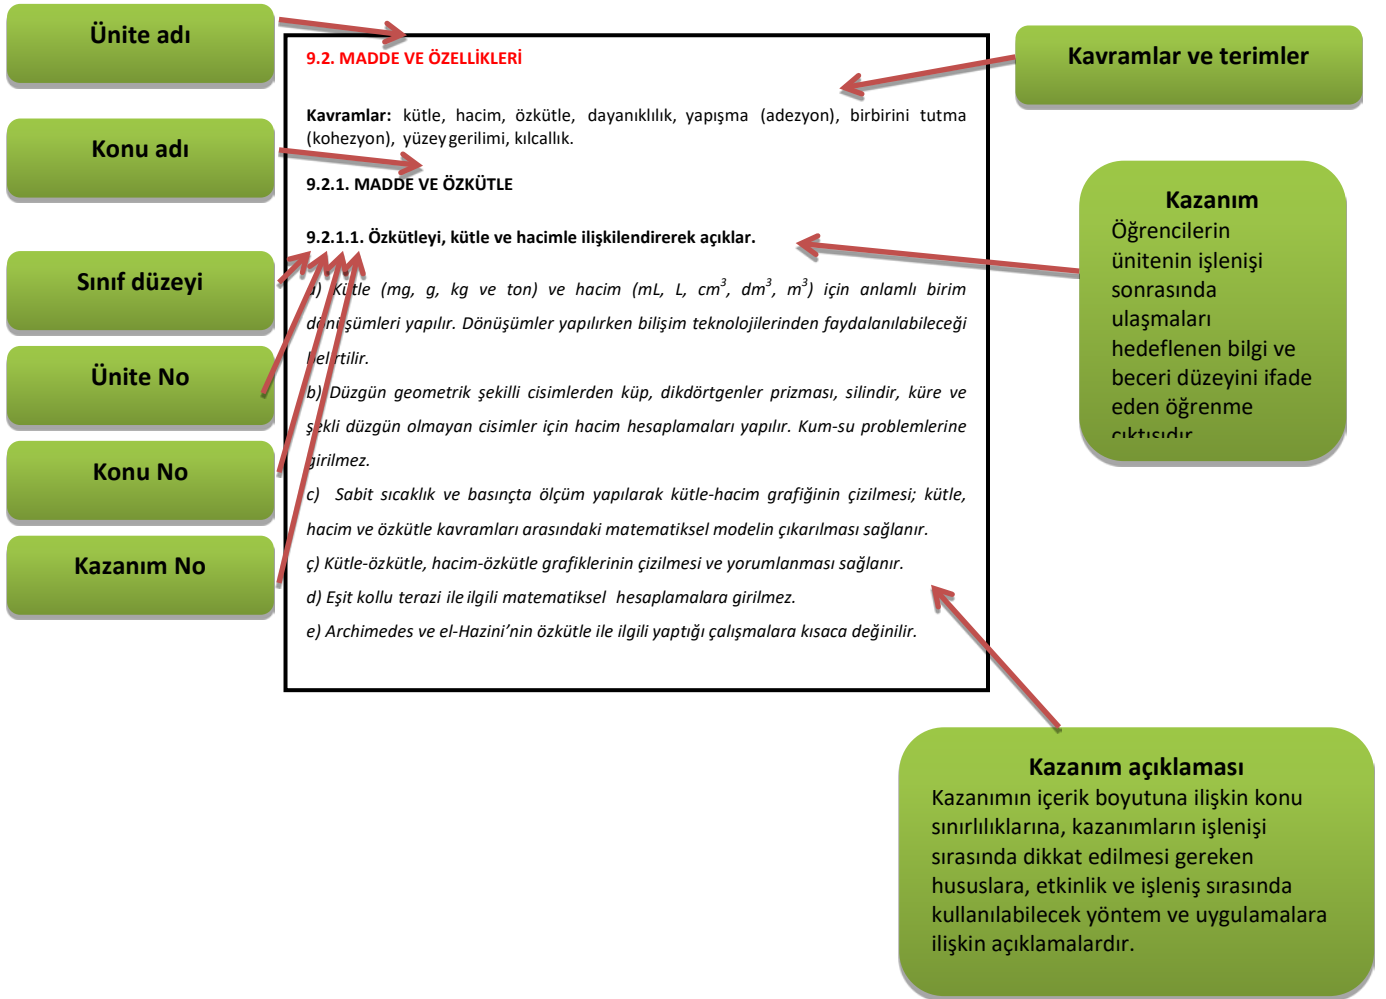 Ünite adı
Konu adı
Sınıf düzeyi
Ünite No
Konu No
Kazanım No
9.2. MADDE VE ÖZELLİKLERİ
Kavramlar: kütle, hacim, özkütle, dayanıklılık, yapışma (adezyon), birbirini tutma
(kohezyon), yüzey gerilimi, kılcallık.
9.2.1. MADDE VE ÖZKÜTLE
9.2.1.1. Özkütleyi, kütle ve hacimle ilişkilendirerek açıklar.
a) Kütle (mg, g, kg ve ton) ve hacim (mL, L, cm³, dm³, m³) için anlamlı birim
dönüşümleri yapılır. Dönüşümler yapılırken bilişim teknolojilerinden faydalanılabileceği
belirtilir.
b) Düzgün geometrik şekilli cisimlerden küp, dikdörtgenler prizması, silindir, küre ve
şekli düzgün olmayan cisimler için hacim hesaplamaları yapılır. Kum-su problemlerine
girilmez.
c) Sabit sıcaklık ve basınçta ölçüm yapılarak kütle-hacim grafiğinin çizilmesi; kütle,
hacim ve özkütle kavramları arasındaki matematiksel modelin çıkarılması sağlanır.
ç) Kütle-özkütle, hacim-özkütle grafiklerinin çizilmesi ve yorumlanması sağlanır.
d) Eşit kollu terazi ile ilgili matematiksel hesaplamalara girilmez.
e) Archimedes ve el-Hazini’nin özkütle ile ilgili yaptığı çalışmalara kısaca değinilir.
Kavramlar ve terimler
Kazanım
Öğrencilerin
ünitenin işlenişi
sonrasında
ulaşmaları
hedeflenen bilgi ve
beceri düzeyini ifade
eden öğrenme
çıktısıdır
Kazanım açıklaması
Kazanımın içerik boyutuna ilişkin konu
sınırlılıklarına, kazanımların işlenişi
sırasında dikkat edilmesi gereken
hususlara, etkinlik ve işleniş sırasında
kullanılabilecek yöntem ve uygulamalara
ilişkin açıklamalardır.